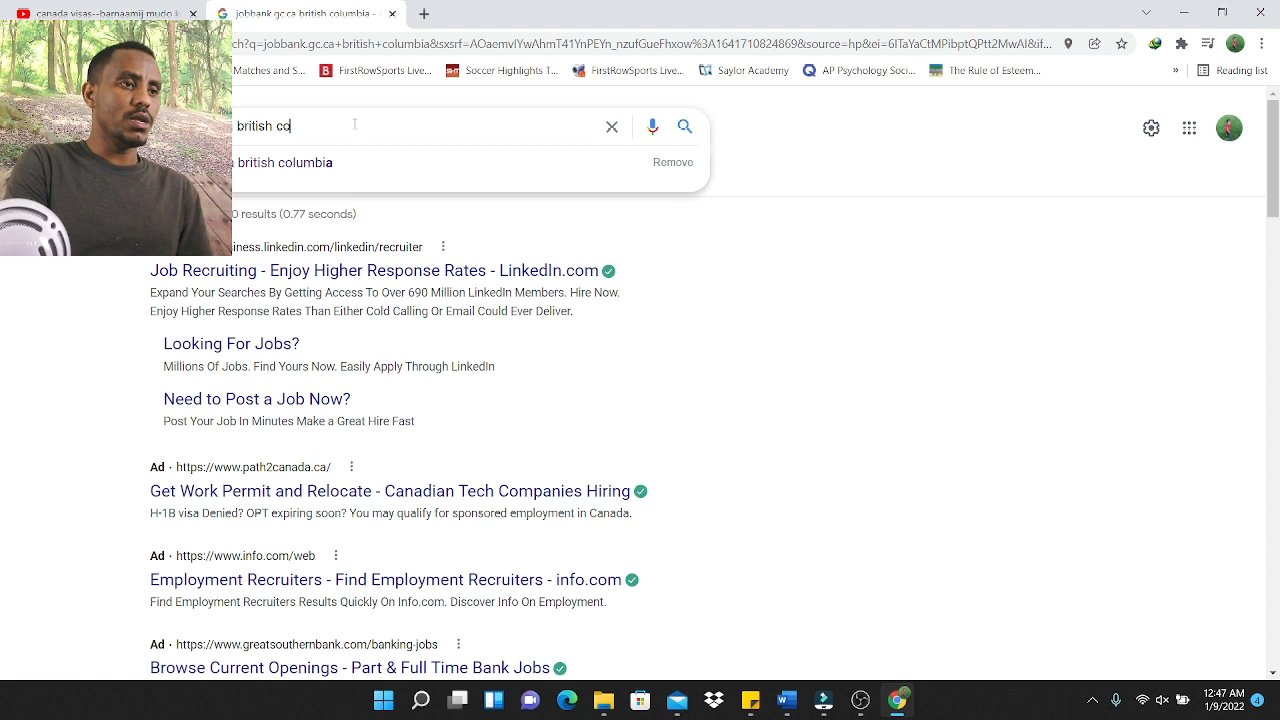 canada visas--barnaamij muuqaal
jobbank.gc.ca+british columbia
ch?q=jobbank.gc.ca+british+columbia&sxsrf=AOaemvIYwAum-T41YnPEYn_nzufGueFhxow%3A1641710824869&source=hp&ei=6ITaYaCtMPiptQPtt2MwAI&ifl
Matches and S...
FirstRowSports Live...
Soccer Highlights T...
FirstRowSports Live...
Saylor Academy
AP Psychology Soci...
The Rule of Esteem...
»
Reading list
british co
british columbia
Remove
0 results (0.77 seconds)
iness.linkedin.com/linkedin/recruiter
Job Recruiting - Enjoy Higher Response Rates - LinkedIn.com
Expand Your Searches By Getting Access To Over 690 Million LinkedIn Members. Hire Now.
Enjoy Higher Response Rates Than Either Cold Calling Or Email Could Ever Deliver.
Looking For Jobs?
Millions Of Jobs. Find Yours Now. Easily Apply Through LinkedIn
Need to Post a Job Now?
Post Your Job In Minutes Make a Great Hire Fast
Ad · https://www.path2canada.ca/
Get Work Permit and Relocate - Canadian Tech Companies Hiring
H-1B visa Denied? OPT expiring soon? You may qualify for sponsored employment in Canada.
Ad · https://www.info.com/web
Employment Recruiters - Find Employment Recruiters - info.com
Find Employment Recruiters Results Quickly On Info.com. Discover Info On Employment.
Ad · https://www.greatsouthernbank.com/banking-jobs
Browse Current Openings - Part & Full Time Bank Jobs
12:47 AM
1/9/2022
4